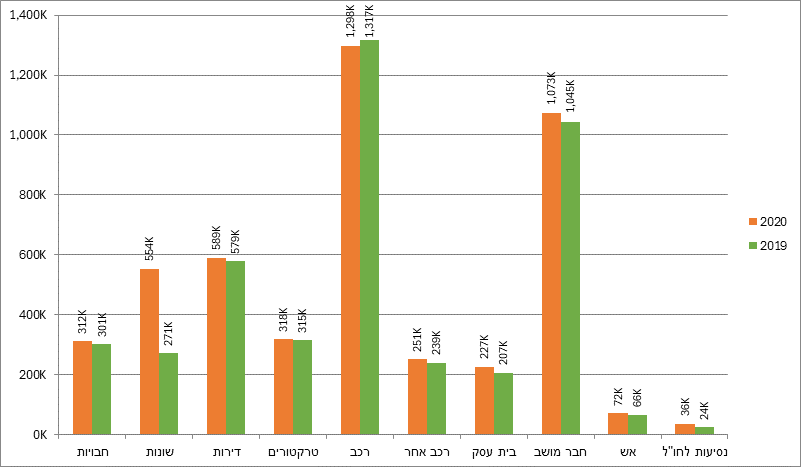 1,400K
1,200K
1,000K
800K
600K
400K
200K
0K
312K 301K
554K 271K
589K 579K
318K 315K
1,298K 1,317K
251K 239K
227K 207K
1,073K 1,045K
72K 66K
36K 24K
חבויות
שונות
דירות
טרקטורים
רכב
רכב אחר
בית עסק
חבר מושב
אש
נסיעות לחו"ל
2020
2019